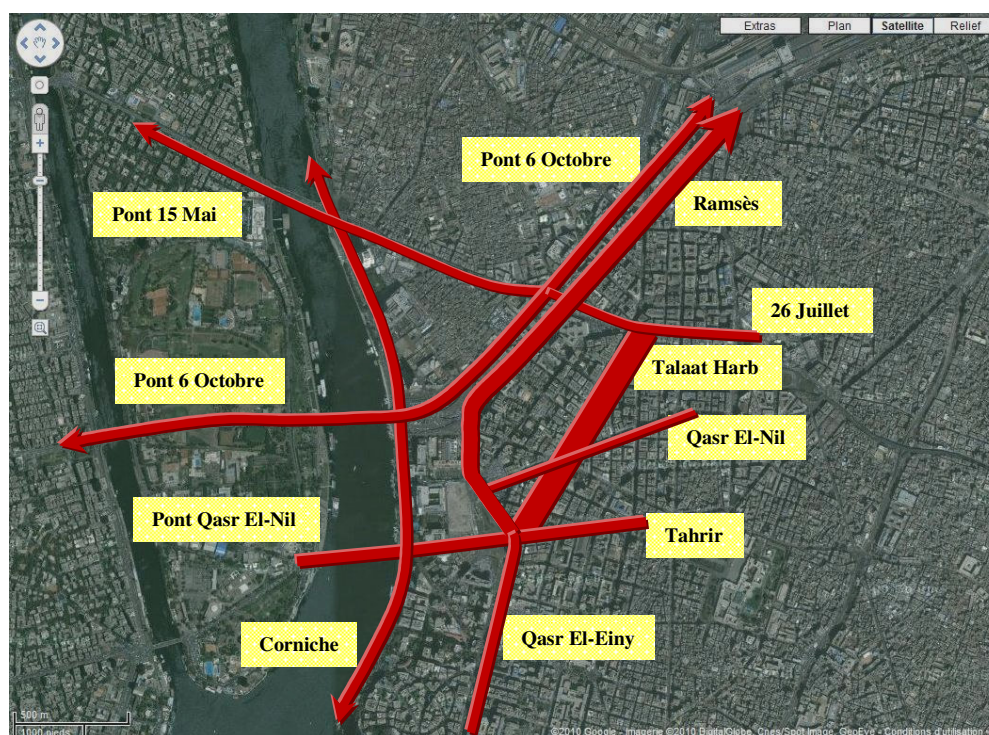 Extras
Plan
Satellite
Relief
Pont 6 Octobre
Ramsès
Pont 15 Mai
26 Juillet
Talaat Harb
Pont 6 Octobre
Qasr El-Nil
Pont Qasr El-Nil
Tahrir
Corniche
Qasr El-Einy
500 m
1000 pieds
©2010 Google - Imagerie ©2010 DigitalGlobe, Cnes/Spot Image, GeoEye - Conditions d'utilisation